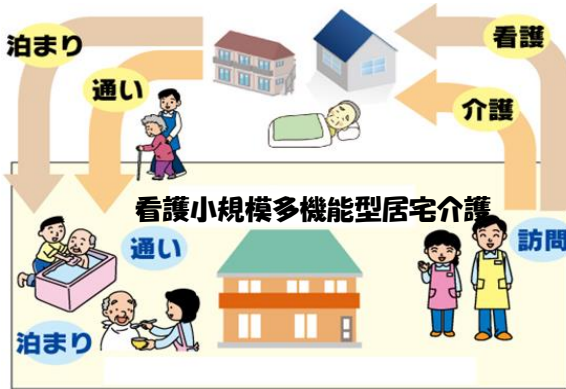 泊まり
通い
看護
介護
看護小規模多機能型居宅介護
通い
訪問
泊まり